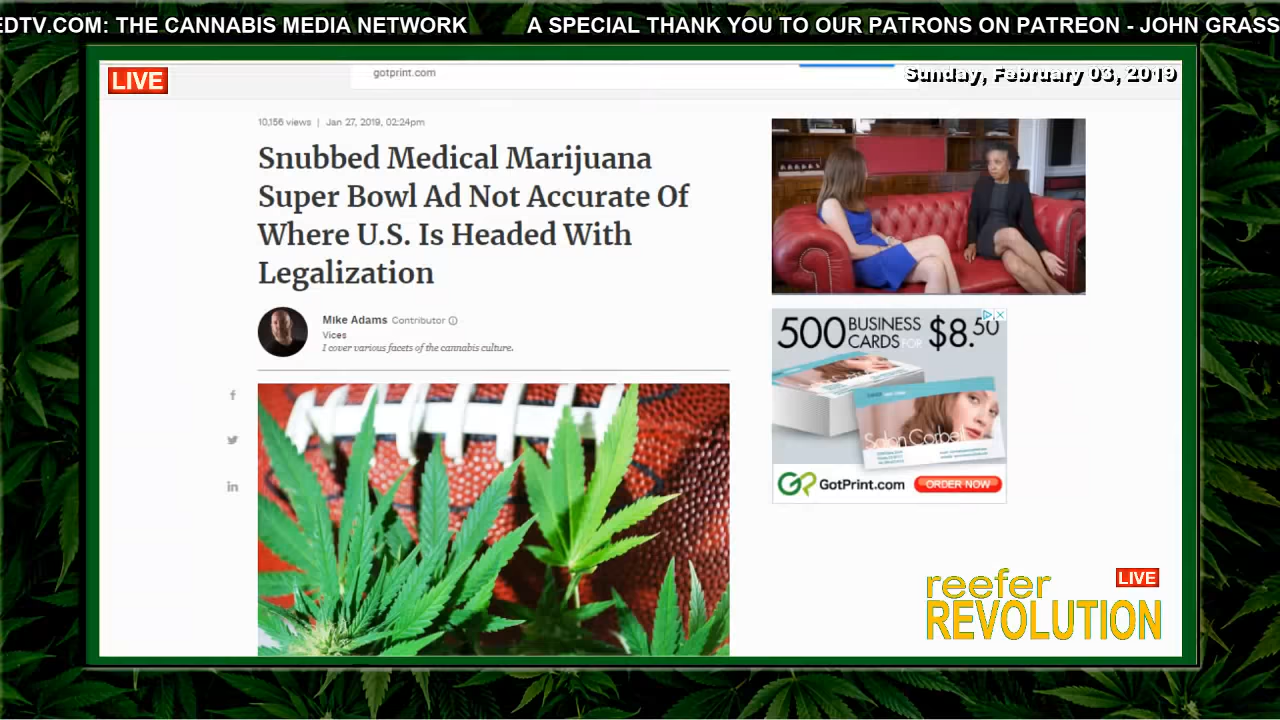 EDTV.COM: THE CANNABIS MEDIA NETWORK A SPECIAL THANK YOU TO OUR PATRONS ON PATREON - JOHN GRASS
LIVE
gotprint.com
Sunday, February 03, 2019
10,156 views | Jan 27, 2019, 02:24pm
Snubbed Medical Marijuana
Super Bowl Ad Not Accurate Of
Where U.S. Is Headed With
Legalization
Mike Adams Contributor
Vices
I cover various facets of the cannabis culture.
500 BUSINESS CARDS FOR $8.50
Salon Corbel
GotPrint.com ORDER NOW
reefer LIVE
REVOLUTION